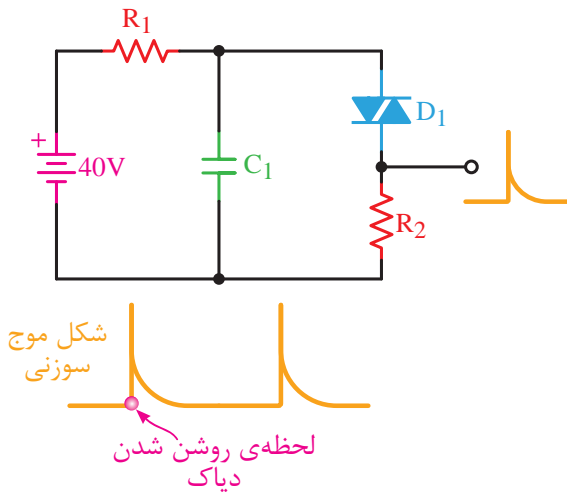 R1
D1
+
40V
C1
R2
شکل موج
سوزنی
لحظه‌ی روشن شدن
دیاک